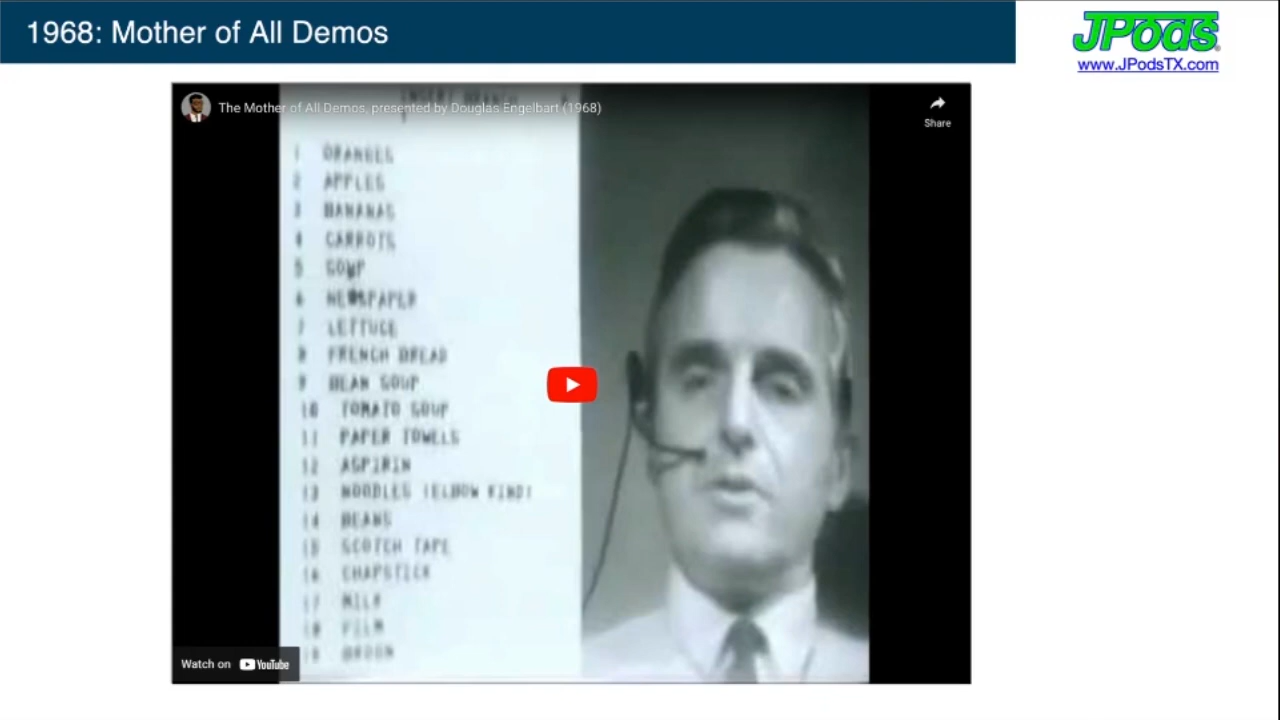 1968: Mother of All Demos
JPods
www.JPodsTX.com
The Mother of All Demos, presented by Douglas Engelbart (1968)
Share
1 ORANGES
2 APPLES
3 BANANAS
4 CARROTS
5 SOUP
6 NEWSPAPER
7 LETTUCE
8 FRENCH BREAD
9 BEAN SOUP
10 TOMATO SOUP
11 PAPER TOWELS
12 ASPIRIN
13 NOODLES (ELBOW KIND)
14 BEANS
15 SCOTCH TAPE
16 CHAPSTICK
17 MILK
18 FILM
19 BROOM
Watch on YouTube